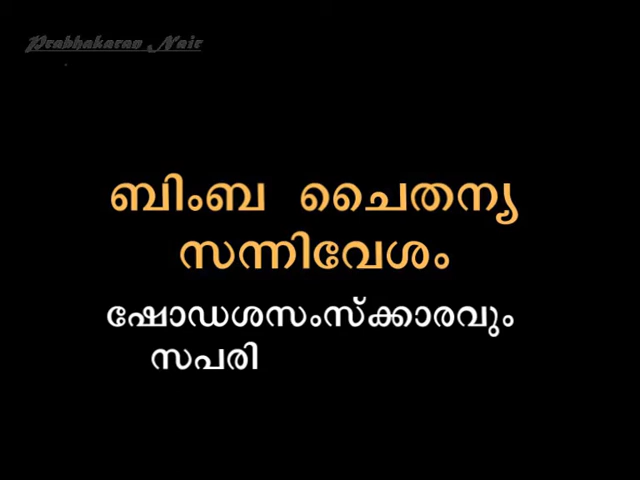 Prabhakaran Nair
ബിംബ ചൈതന്യ
സന്നിവേശം
ഷോഡശസംസ്ക്കാരവും
സപരി